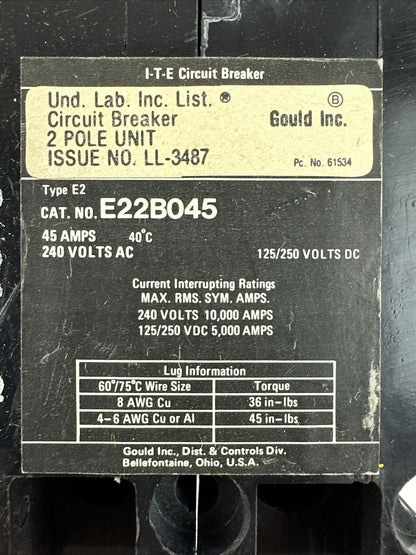 I-T-E Circuit Breaker
Und. Lab. Inc. List. ® Ⓑ
Circuit Breaker Gould Inc.
2 POLE UNIT
ISSUE NO. LL-3487 Pc. No. 61534
Type E2
CAT. NO. E22B045
45 AMPS 40°C
240 VOLTS AC 125/250 VOLTS DC
Current Interrupting Ratings
MAX. RMS. SYM. AMPS.
240 VOLTS 10,000 AMPS
125/250 VDC 5,000 AMPS
Lug Information
60°/75°C Wire Size Torque
8 AWG Cu 36 in-lbs
4-6 AWG Cu or Al 45 in-lbs
Gould Inc., Dist. & Controls Div.
Bellefontaine, Ohio, U.S.A.